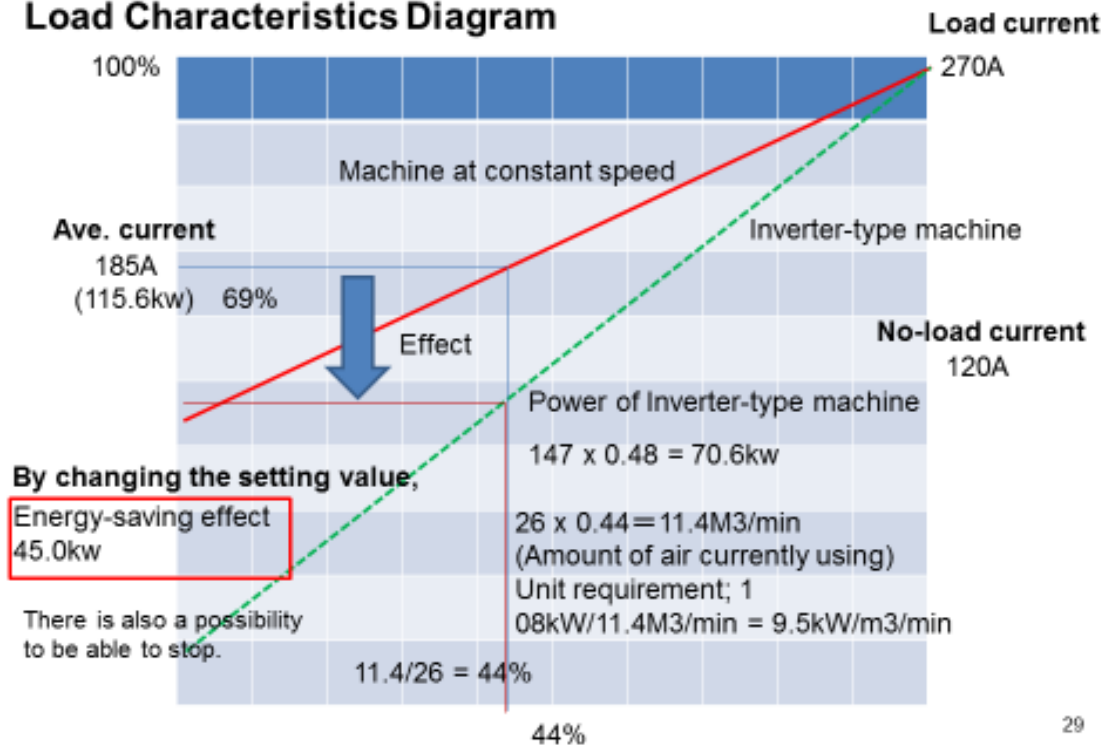 Load Characteristics Diagram
Load current
100%
270A
Machine at constant speed
Ave. current
Inverter-type machine
185A
(115.6kw) 69%
Effect
No-load current
120A
Power of Inverter-type machine
147 x 0.48 = 70.6kw
By changing the setting value,
Energy-saving effect
45.0kw
26 x 0.44=11.4M3/min
(Amount of air currently using)
Unit requirement; 1
08kW/11.4M3/min = 9.5kW/m3/min
There is also a possibility
to be able to stop.
11.4/26 = 44%
44%
29